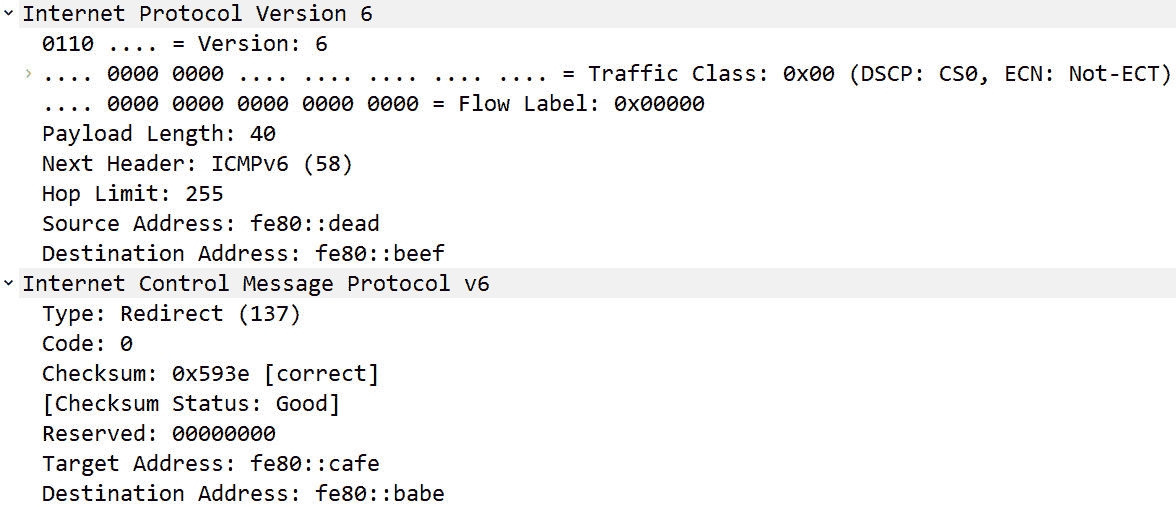 Internet Protocol Version 6
0110 .... = Version: 6
.... 0000 0000 .... .... .... .... .... = Traffic Class: 0x00 (DSCP: CS0, ECN: Not-ECT)
.... 0000 0000 0000 0000 0000 = Flow Label: 0x00000
Payload Length: 40
Next Header: ICMPv6 (58)
Hop Limit: 255
Source Address: fe80::dead
Destination Address: fe80::beef
Internet Control Message Protocol v6
Type: Redirect (137)
Code: 0
Checksum: 0x593e [correct]
[Checksum Status: Good]
Reserved: 00000000
Target Address: fe80::cafe
Destination Address: fe80::babe